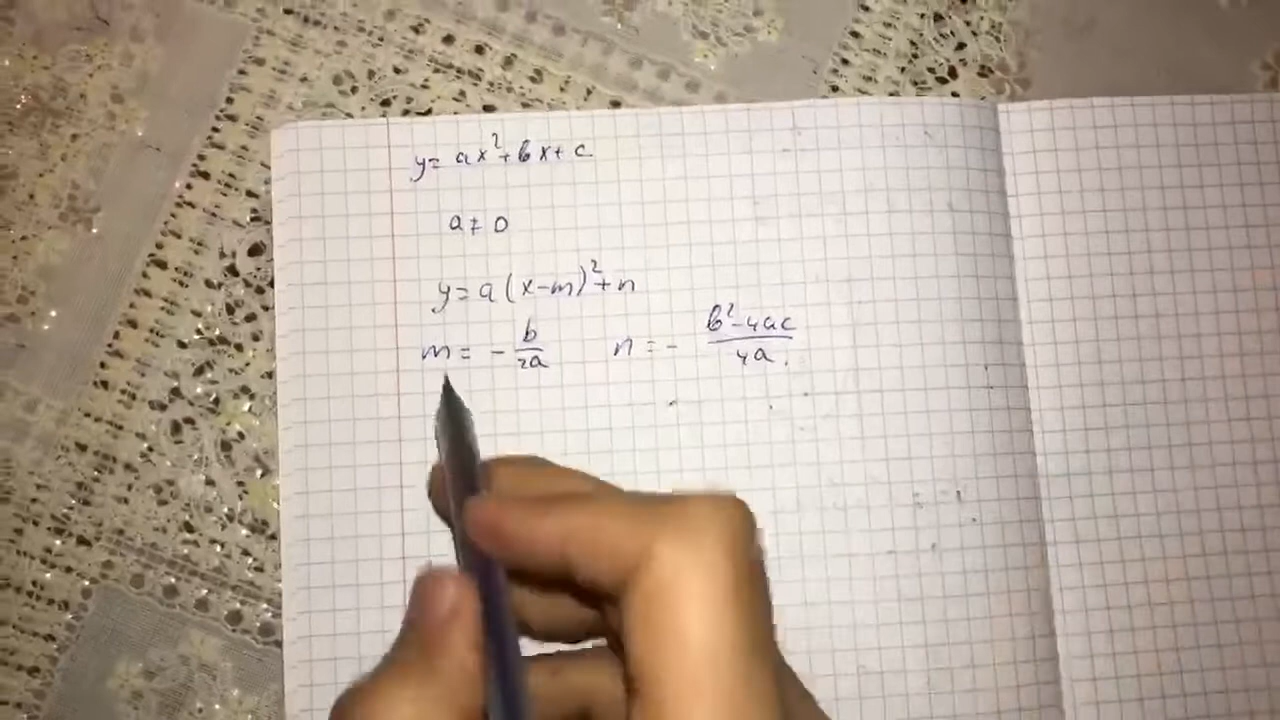 y = ax² + bx + c
a ≠ 0
y = a(x-m)² + n
m = - b/2a n = - b²-4ac/4a.